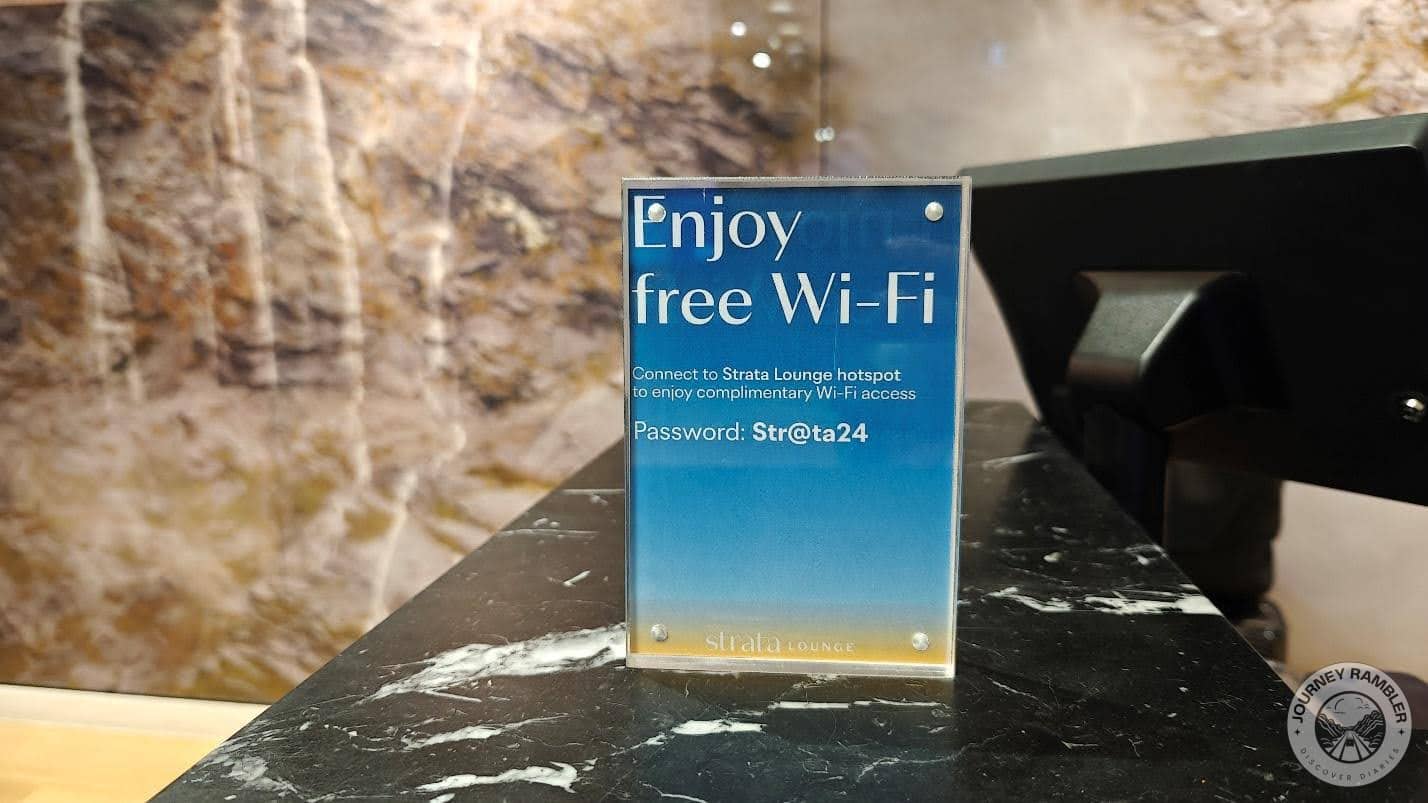 Enjoy
free Wi-Fi
Connect to Strata Lounge hotspot
to enjoy complimentary Wi-Fi access
Password: Str@ta24
strata LOUNGE
JOURNEY RAMBLER
DISCOVER DIARIES